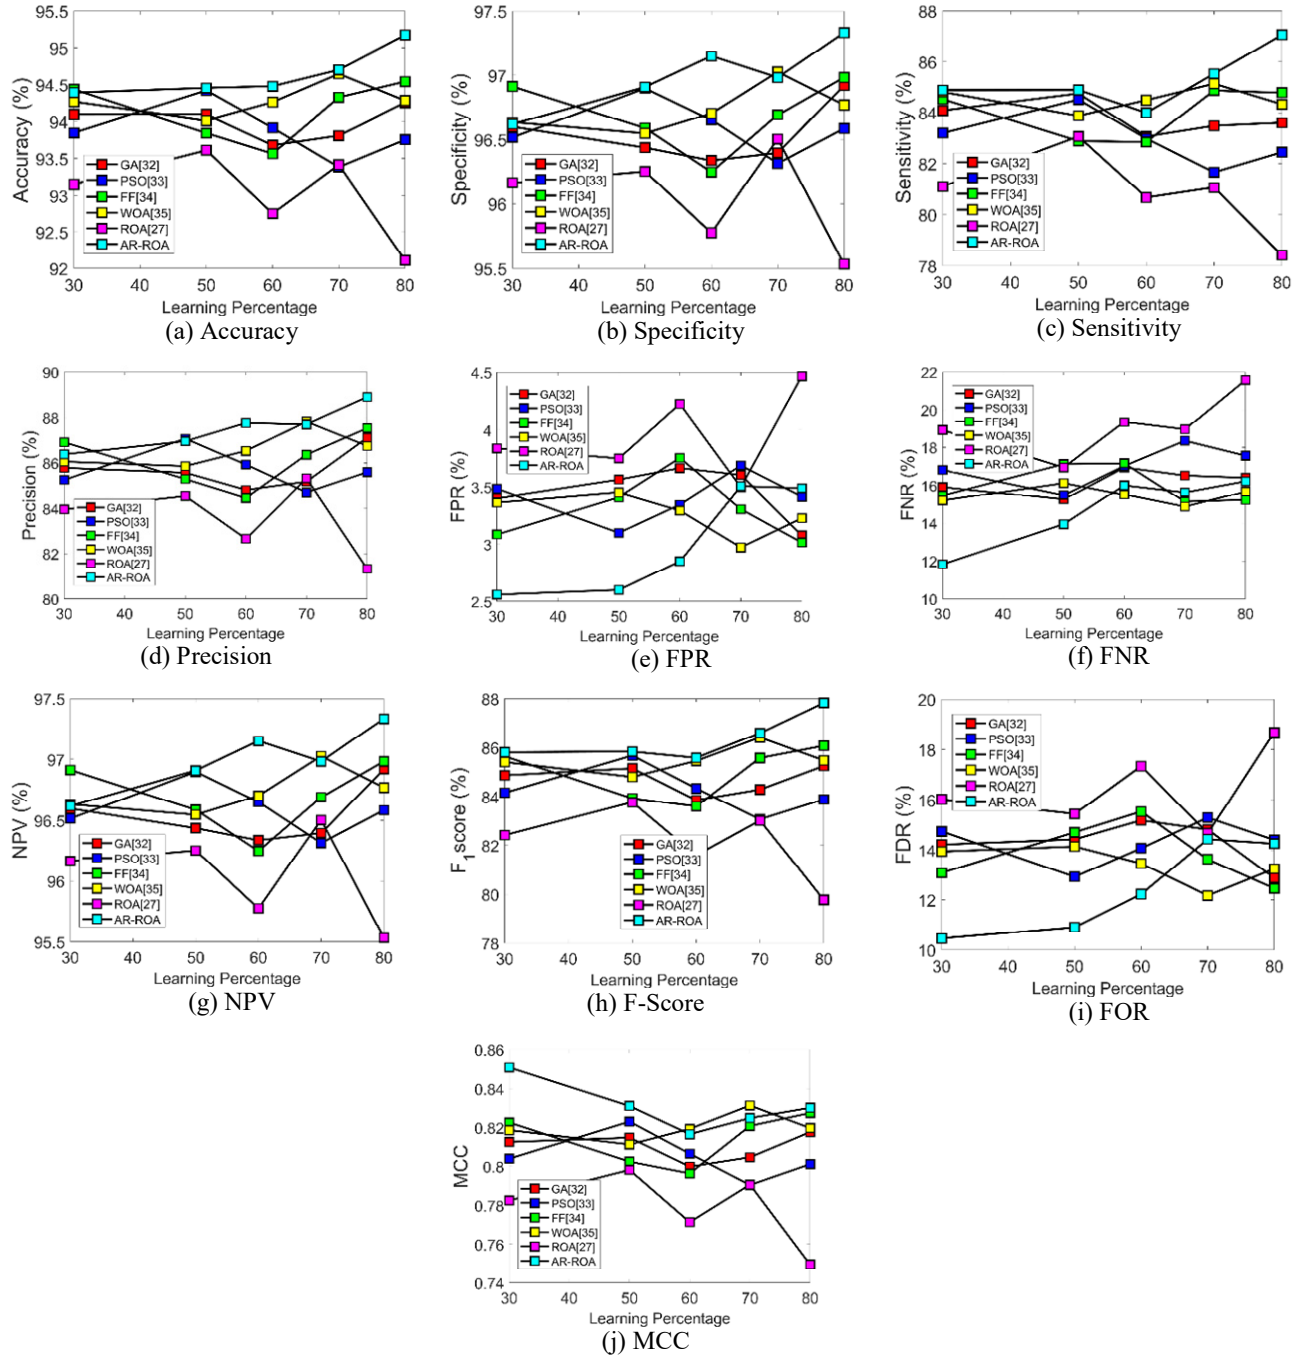 95.5
95
94.5
94
93.5
93
92.5
92
Accuracy (%)
GA[32]
PSO[33]
FF[34]
WOA[35]
ROA[27]
AR-ROA
30 40 50 60 70 80
Learning Percentage
(a) Accuracy
97.5
97
96.5
96
95.5
Specificity (%)
GA[32]
PSO[33]
FF[34]
WOA[35]
ROA[27]
AR-ROA
30 40 50 60 70 80
Learning Percentage
(b) Specificity
88
86
84
82
80
78
Sensitivity (%)
GA[32]
PSO[33]
FF[34]
WOA[35]
ROA[27]
AR-ROA
30 40 50 60 70 80
Learning Percentage
(c) Sensitivity
90
88
86
84
82
80
Precision (%)
GA[32]
PSO[33]
FF[34]
WOA[35]
ROA[27]
AR-ROA
30 40 50 60 70 80
Learning Percentage
(d) Precision
4.5
4
3.5
3
2.5
FPR (%)
GA[32]
PSO[33]
FF[34]
WOA[35]
ROA[27]
AR-ROA
30 40 50 60 70 80
Learning Percentage
(e) FPR
22
20
18
16
14
12
10
FNR (%)
GA[32]
PSO[33]
FF[34]
WOA[35]
ROA[27]
AR-ROA
30 40 50 60 70 80
Learning Percentage
(f) FNR
97.5
97
96.5
96
95.5
NPV (%)
GA[32]
PSO[33]
FF[34]
WOA[35]
ROA[27]
AR-ROA
30 40 50 60 70 80
Learning Percentage
(g) NPV
88
86
84
82
80
78
F1score (%)
GA[32]
PSO[33]
FF[34]
WOA[35]
ROA[27]
AR-ROA
30 40 50 60 70 80
Learning Percentage
(h) F-Score
20
18
16
14
12
10
FDR (%)
GA[32]
PSO[33]
FF[34]
WOA[35]
ROA[27]
AR-ROA
30 40 50 60 70 80
Learning Percentage
(i) FOR
0.86
0.84
0.82
0.8
0.78
0.76
0.74
MCC
GA[32]
PSO[33]
FF[34]
WOA[35]
ROA[27]
AR-ROA
30 40 50 60 70 80
Learning Percentage
(j) MCC